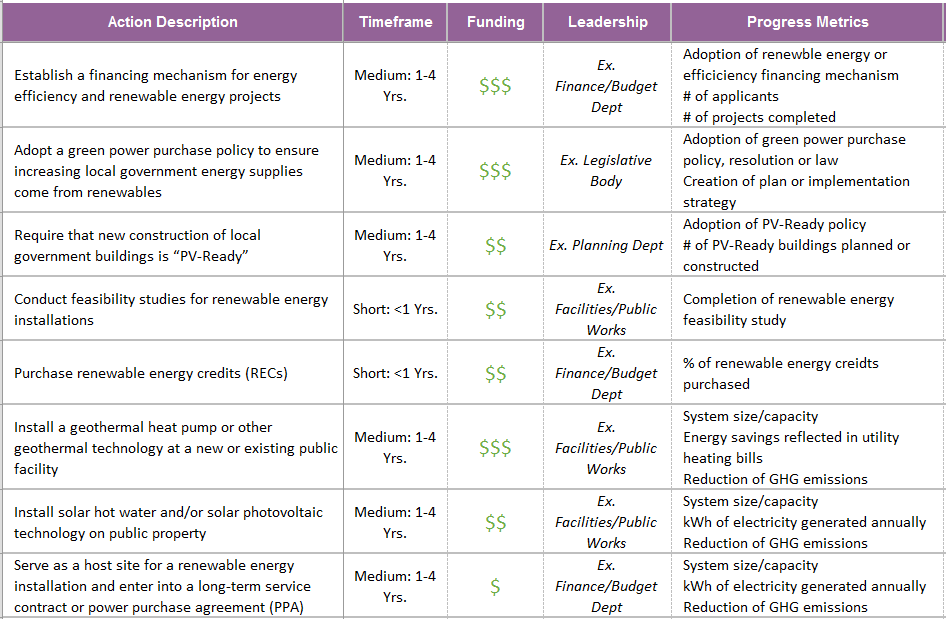 Action Description Timeframe Funding Leadership Progress Metrics
Establish a financing mechanism for energy
efficiency and renewable energy projects
Medium: 1-4
Yrs.
$$$
Ex.
Finance/Budget
Dept
Adoption of renewble energy or
efficiciency financing mechanism
# of applicants
# of projects completed
Adopt a green power purchase policy to ensure
increasing local government energy supplies
come from renewables
Medium: 1-4
Yrs.
$$$
Ex. Legislative
Body
Adoption of green power purchase
policy, resolution or law
Creation of plan or implementation
strategy
Require that new construction of local
government buildings is “PV-Ready”
Medium: 1-4
Yrs.
$$
Ex. Planning Dept
Adoption of PV-Ready policy
# of PV-Ready buildings planned or
constructed
Conduct feasibility studies for renewable energy
installations
Short: <1 Yrs.
$$
Ex.
Facilities/Public
Works
Completion of renewable energy
feasibility study
Purchase renewable energy credits (RECs)
Short: <1 Yrs.
$$
Ex.
Finance/Budget
Dept
% of renewable energy creidts
purchased
Install a geothermal heat pump or other
geothermal technology at a new or existing public
facility
Medium: 1-4
Yrs.
$$$
Ex.
Facilities/Public
Works
System size/capacity
Energy savings reflected in utility
heating bills
Reduction of GHG emissions
Install solar hot water and/or solar photovoltaic
technology on public property
Medium: 1-4
Yrs.
$$
Ex.
Facilities/Public
Works
System size/capacity
kWh of electricity generated annually
Reduction of GHG emissions
Serve as a host site for a renewable energy
installation and enter into a long-term service
contract or power purchase agreement (PPA)
Medium: 1-4
Yrs.
$
Ex.
Finance/Budget
Dept
System size/capacity
kWh of electricity generated annually
Reduction of GHG emissions